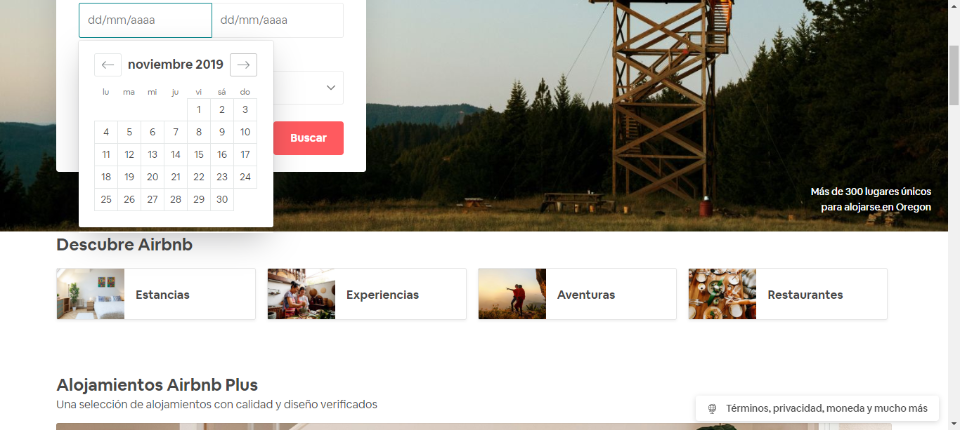 dd/mm/aaaa dd/mm/aaaa
noviembre 2019
lu ma mi ju vi sá do
1 2 3
4 5 6 7 8 9 10
11 12 13 14 15 16 17
18 19 20 21 22 23 24
25 26 27 28 29 30
Buscar
Más de 300 lugares únicos
para alojarse en Oregon
Descubre Airbnb
Estancias
Experiencias
Aventuras
Restaurantes
Alojamientos Airbnb Plus
Una selección de alojamientos con calidad y diseño verificados
Términos, privacidad, moneda y mucho más